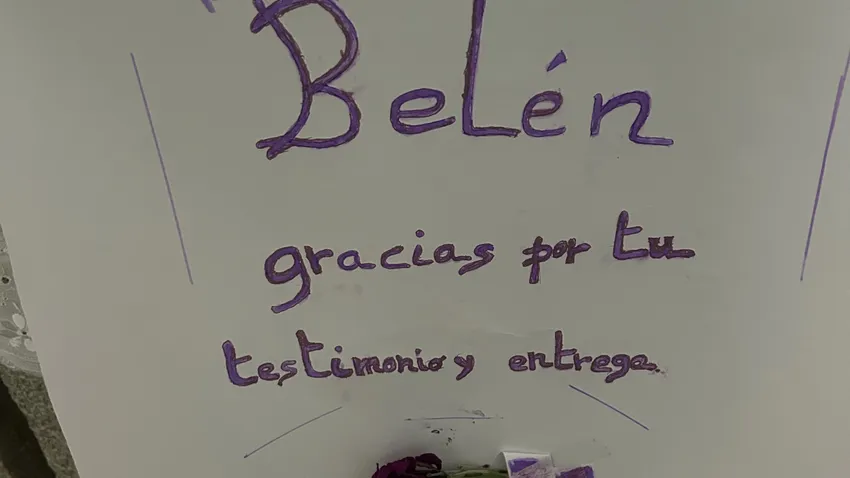 Belén
gracias por tu
testimonio y entrega